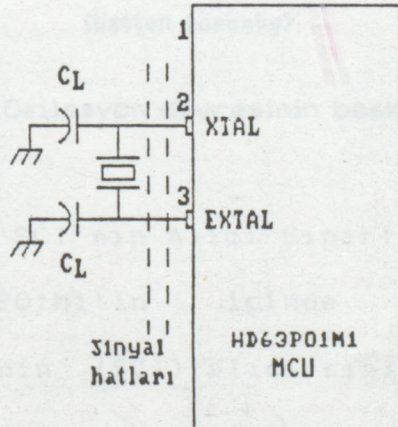 1
CL
2
XTAL
3
EXTAL
CL
Sinyal
hatları
HD63P01M1
MCU